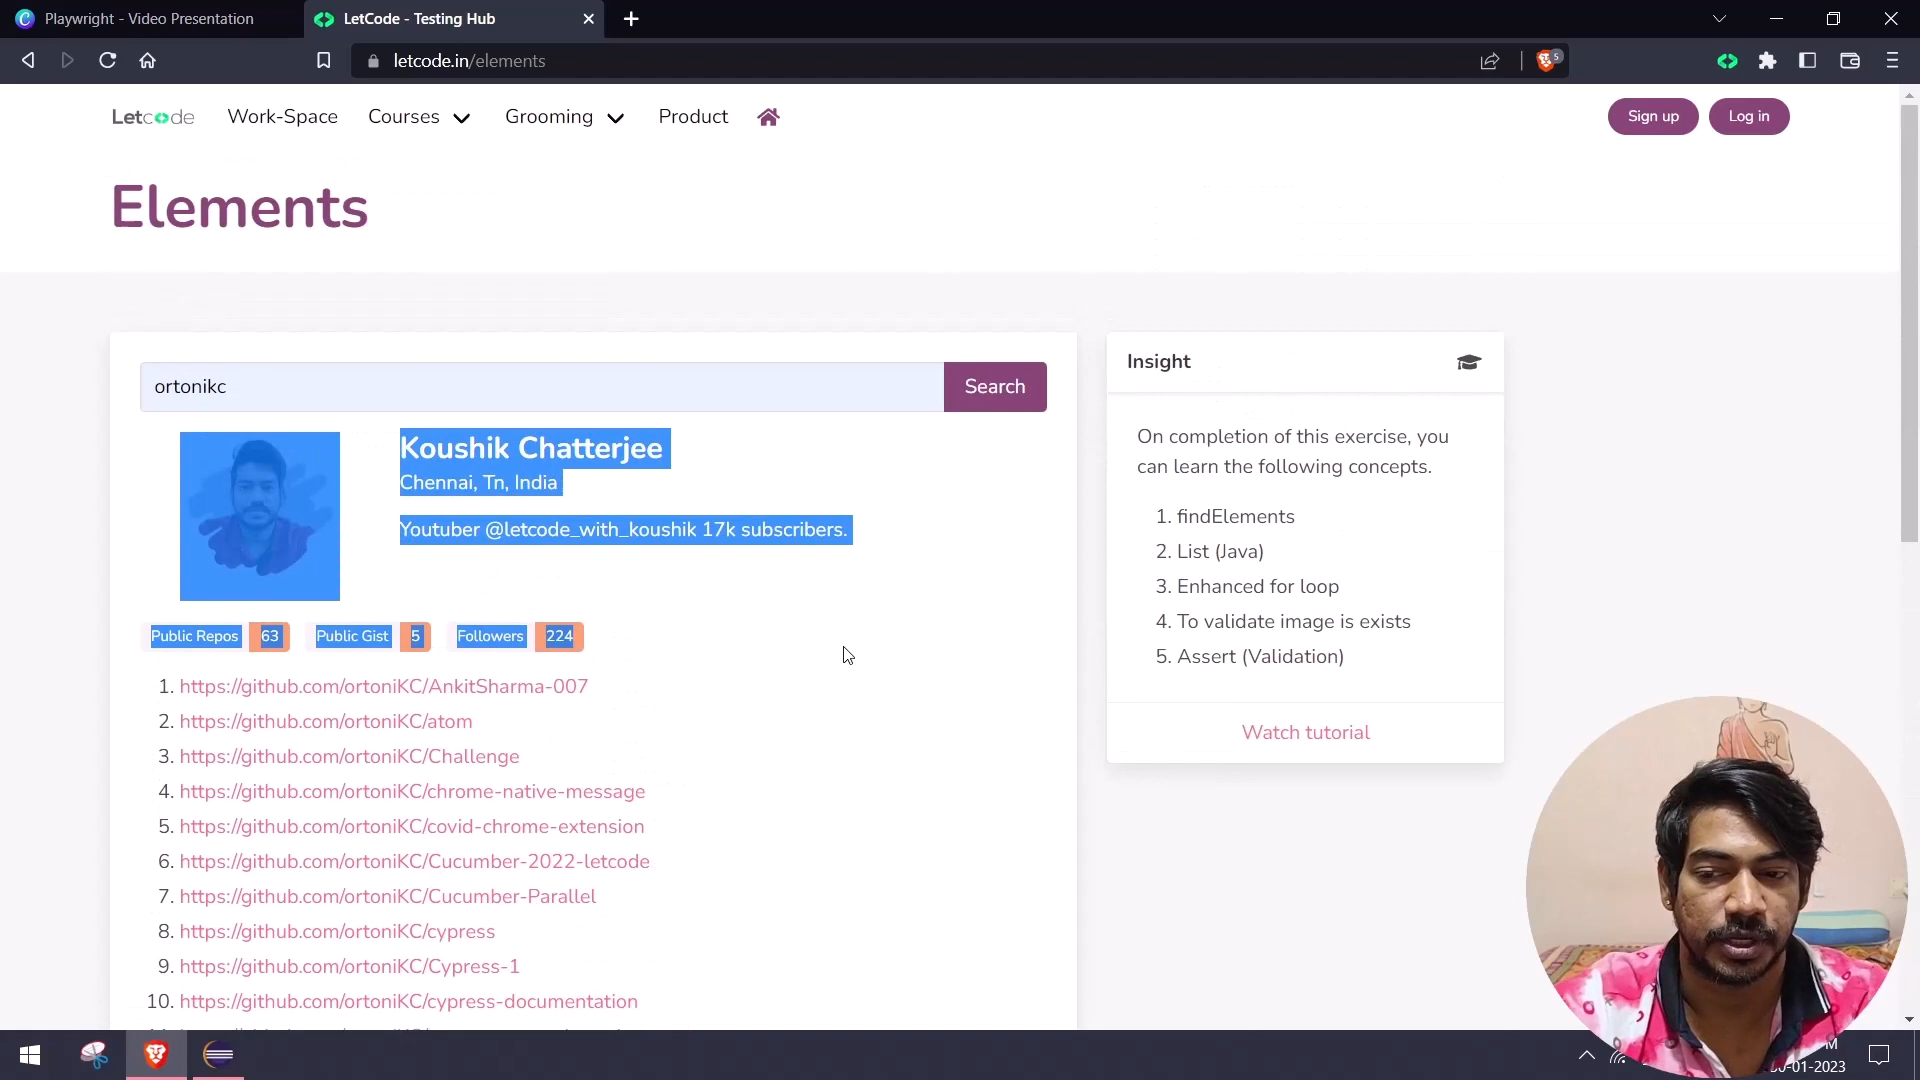 Playwright - Video Presentation
LetCode - Testing Hub
letcode.in/elements
5
Letcode
Work-Space
Courses
Grooming
Product
Sign up
Log in
Elements
ortonikc
Search
Koushik Chatterjee
Chennai, Tn, India
Youtuber @letcode_with_koushik 17k subscribers.
Public Repos 63
Public Gist 5
Followers 224
1. https://github.com/ortoniKC/AnkitSharma-007
2. https://github.com/ortoniKC/atom
3. https://github.com/ortoniKC/Challenge
4. https://github.com/ortoniKC/chrome-native-message
5. https://github.com/ortoniKC/covid-chrome-extension
6. https://github.com/ortoniKC/Cucumber-2022-letcode
7. https://github.com/ortoniKC/Cucumber-Parallel
8. https://github.com/ortoniKC/cypress
9. https://github.com/ortoniKC/Cypress-1
10. https://github.com/ortoniKC/cypress-documentation
Insight
On completion of this exercise, you
can learn the following concepts.
1. findElements
2. List (Java)
3. Enhanced for loop
4. To validate image is exists
5. Assert (Validation)
Watch tutorial
M
-01-2023